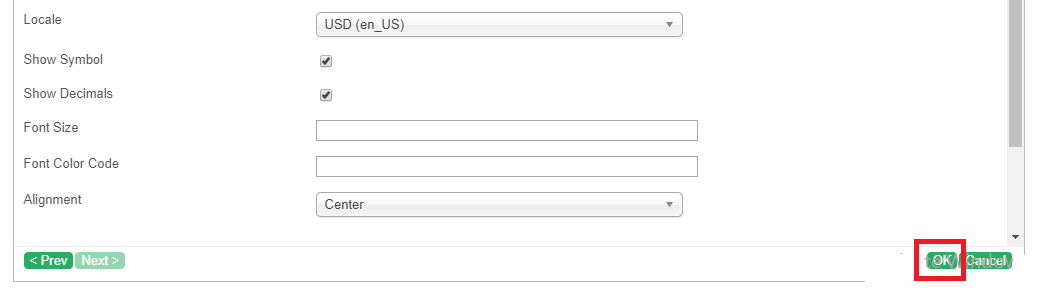 Locale
USD (en_US)
Show Symbol
Show Decimals
Font Size
Font Color Code
Alignment
Center
< Prev Next > OK Cancel